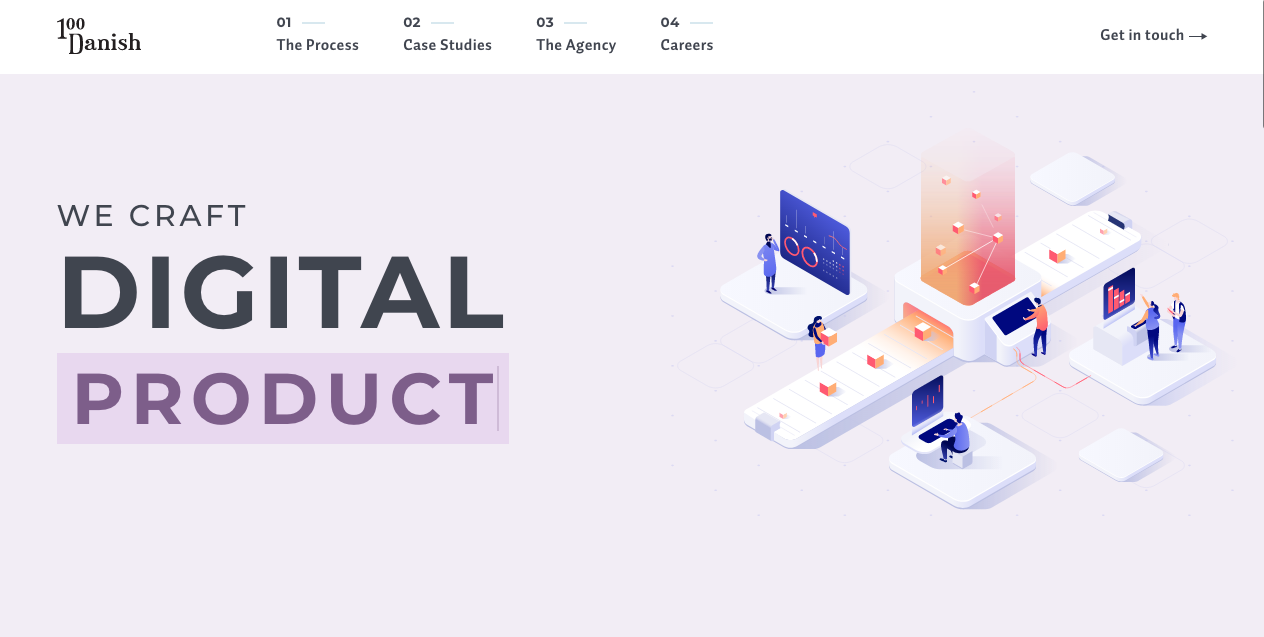 100
Danish
01
The Process
02
Case Studies
03
The Agency
04
Careers
Get in touch
WE CRAFT
DIGITAL
PRODUCT